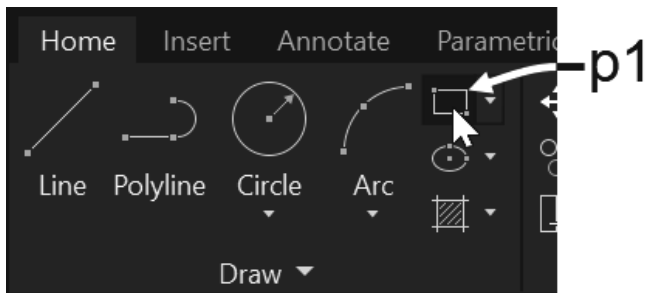 Home Insert Annotate Parametric
p1
Line Polyline Circle Arc
Draw